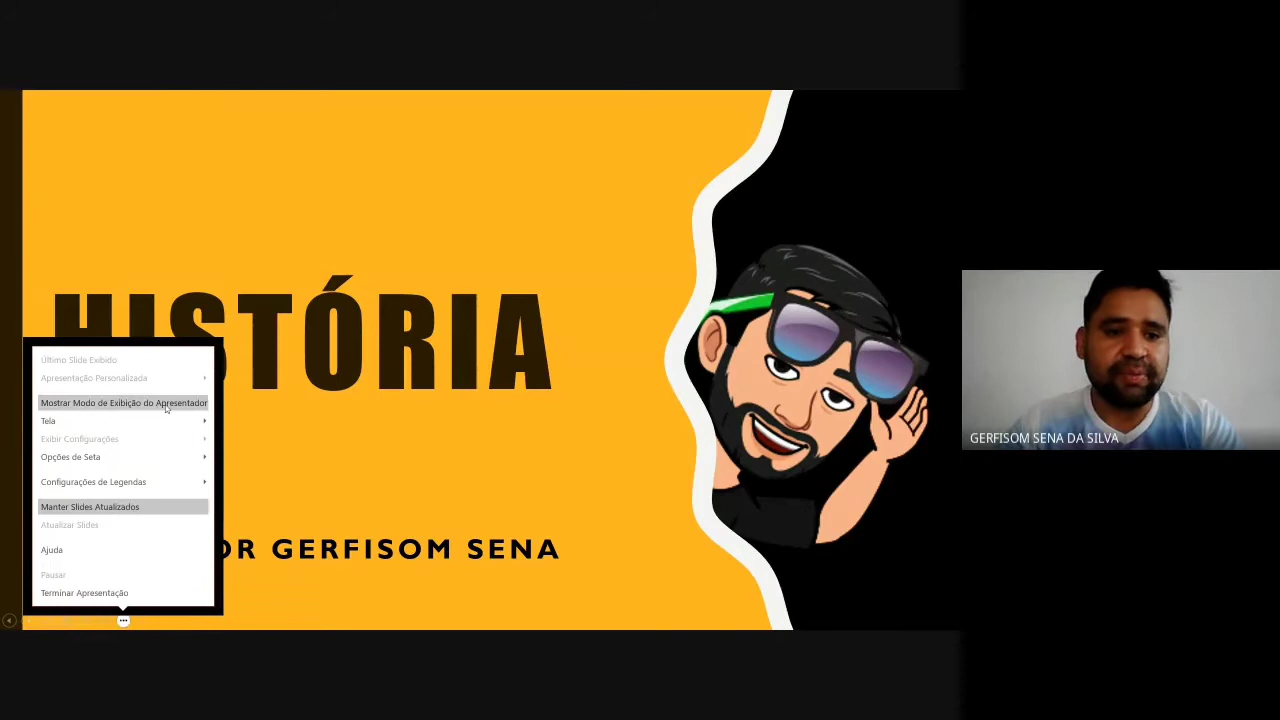 HISTÓRIA
Último Slide Exibido
Apresentação Personalizada
Mostrar Modo de Exibição do Apresentador
Tela
Exibir Configurações
Opções de Seta
Configurações de Legendas
Manter Slides Atualizados
Atualizar Slides
Ajuda
Pausar
Terminar Apresentação
OR GERFISOM SENA
GERFISOM SENA DA SILVA